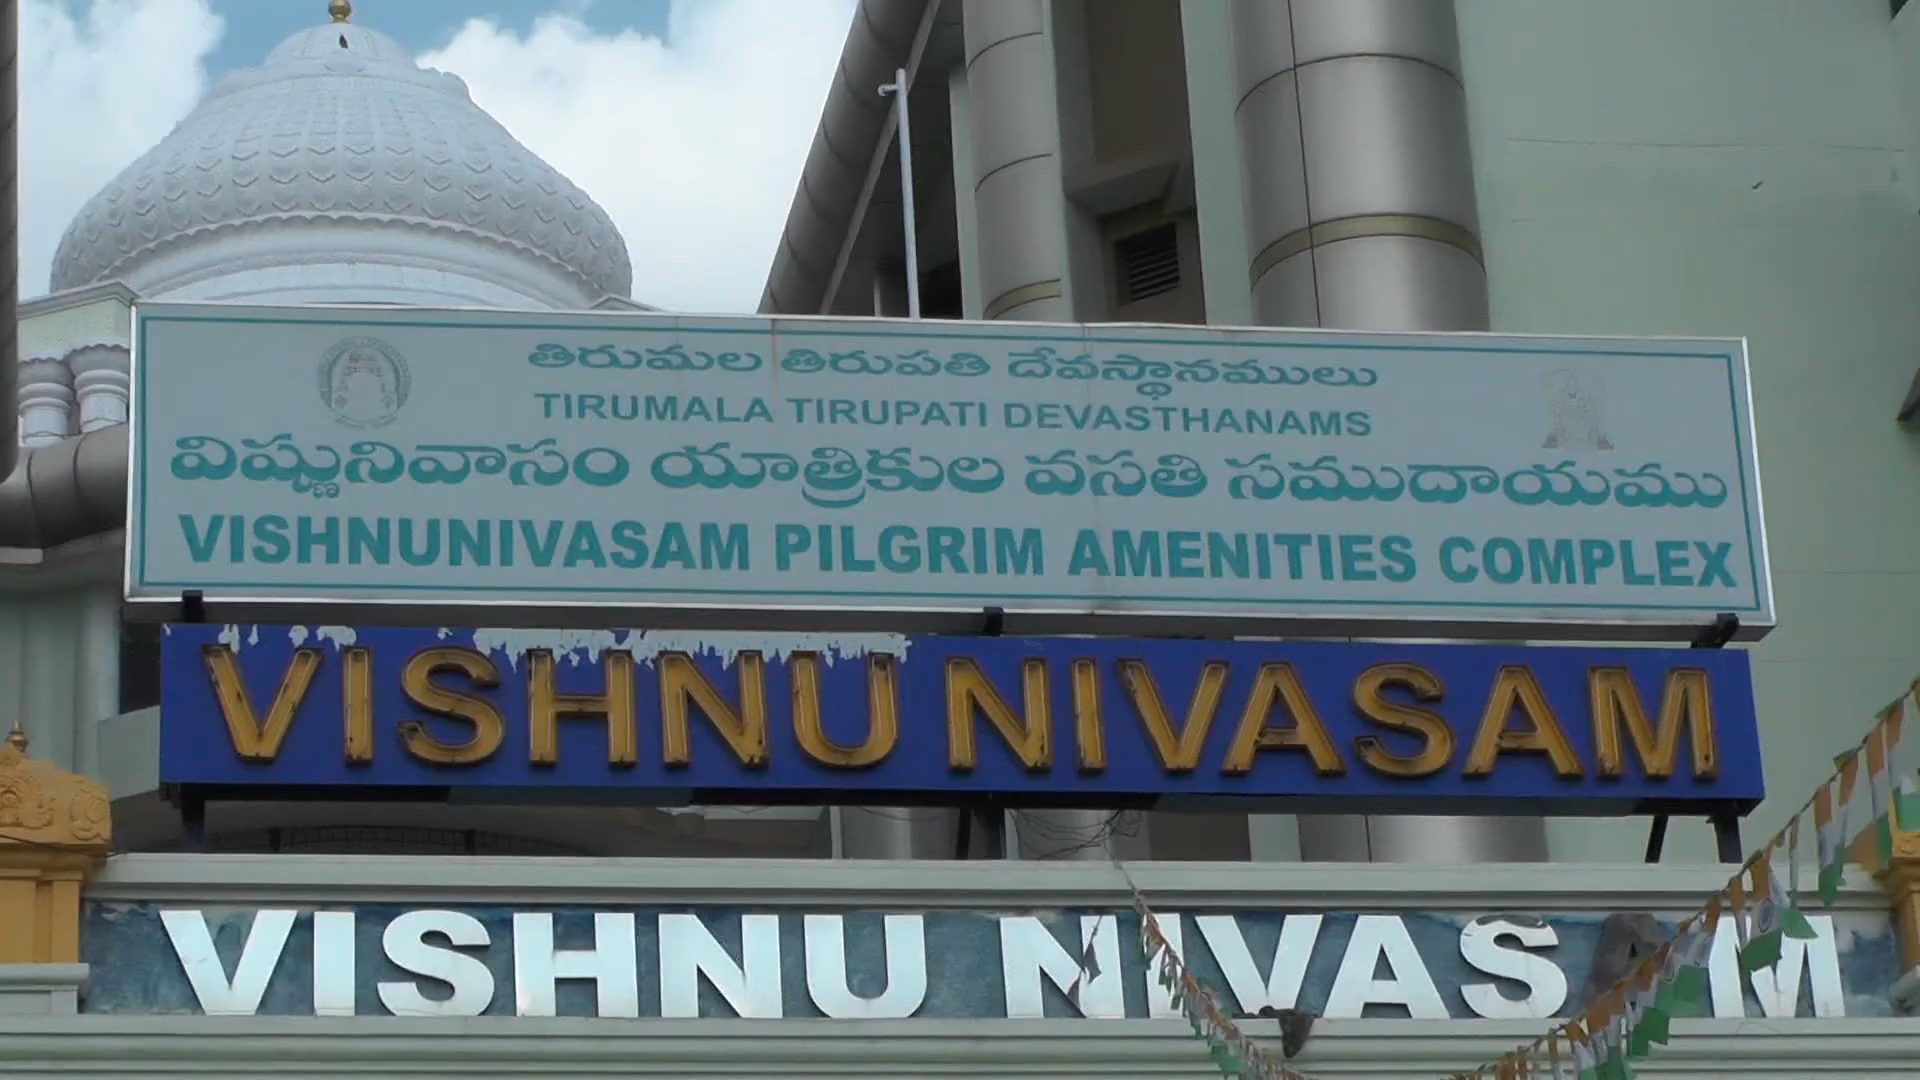 తిరుమల తిరుపతి దేవస్థానములు
TIRUMALA TIRUPATI DEVASTHANAMS
విష్ణునివాసం యాత్రికుల వసతి సముదాయము
VISHNUNIVASAM PILGRIM AMENITIES COMPLEX
VISHNU NIVASAM
VISHNU NIVAS M